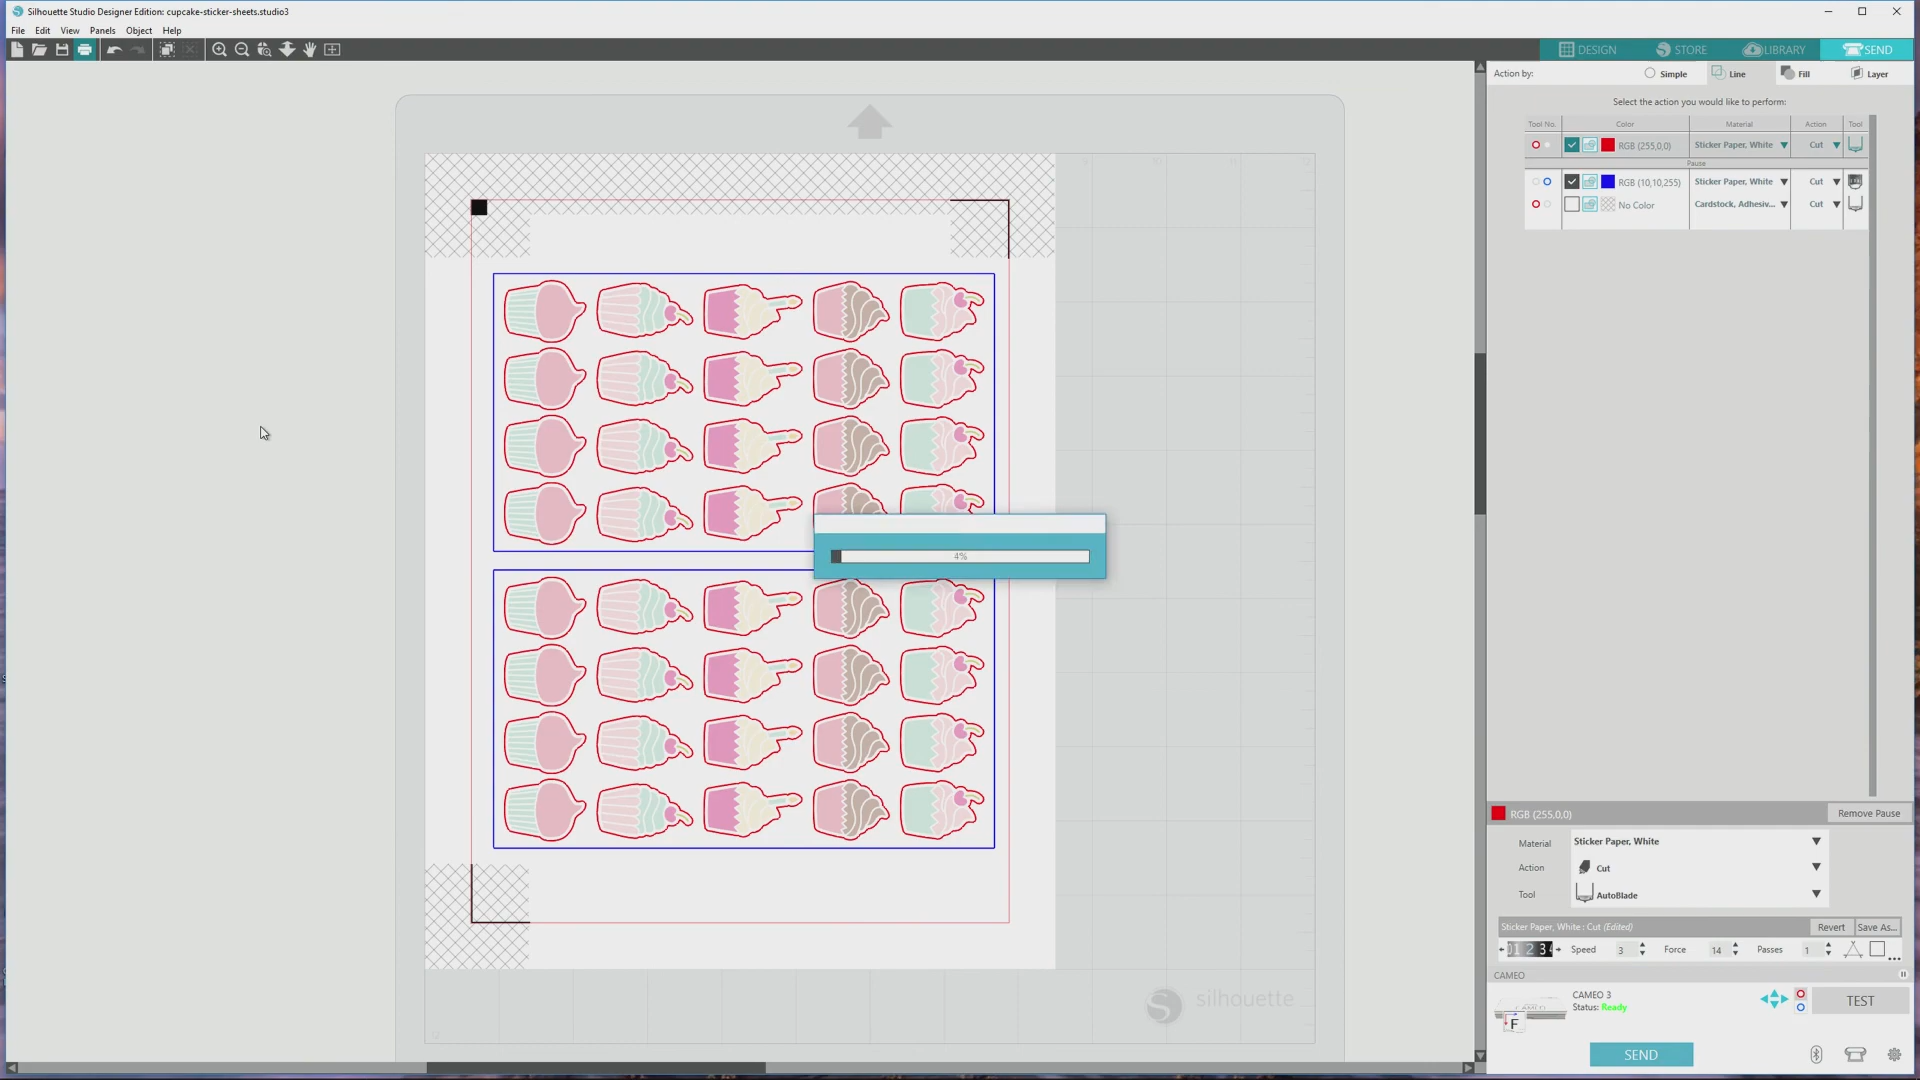 Silhouette Studio Designer Edition: cupcake-sticker-sheets.studio3
File Edit View Panels Object Help
DESIGN STORE LIBRARY SEND
Action by: Simple Line Fill Layer
Select the action you would like to perform:
Tool No. Color Material Action Tool
RGB (255,0,0) Sticker Paper, White Cut
Pause
RGB (10,10,255) Sticker Paper, White Cut
No Color Cardstock, Adhesiv... Cut
4%
silhouette
RGB (255,0,0) Remove Pause
Material Sticker Paper, White
Action Cut
Tool AutoBlade
Sticker Paper, White : Cut (Edited) Revert Save As...
Speed 3 Force 14 Passes 1
CAMEO
CAMEO 3
Status: Ready
TEST
SEND